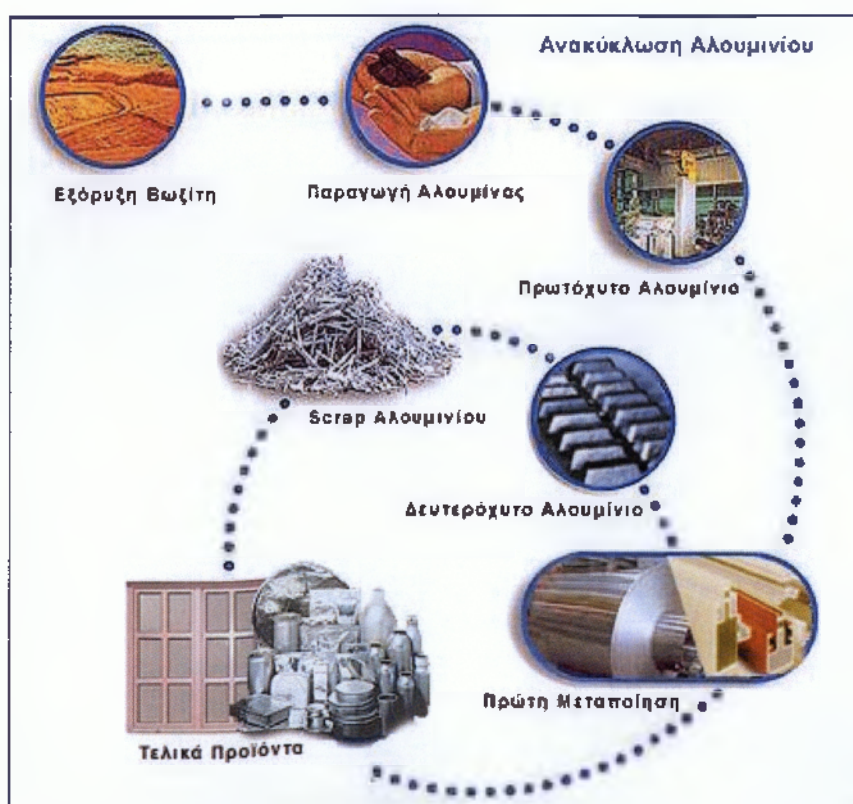 Ανακύκλωση Αλουμινίου
Εξόρυξη Βωξίτη
Παραγωγή Αλουμίνας
Πρωτόχυτο Αλουμίνιο
Scrap Αλουμινίου
Δευτερόχυτο Αλουμίνιο
Πρώτη Μεταποίηση
Τελικά Προϊόντα